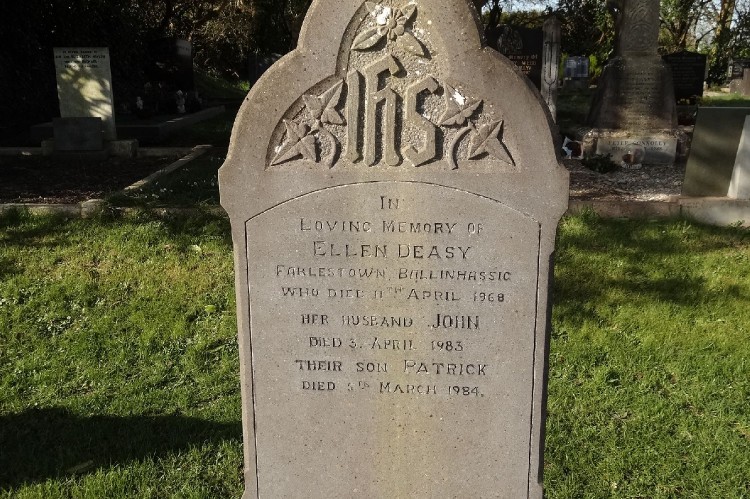 IHS
IN
LOVING MEMORY OF
ELLEN DEASY
FARLESTOWN, BALLINHASSIG
WHO DIED 11TH APRIL 1968
HER HUSBAND JOHN
DIED 3. APRIL 1983
THEIR SON PATRICK
DIED 5TH MARCH 1984.